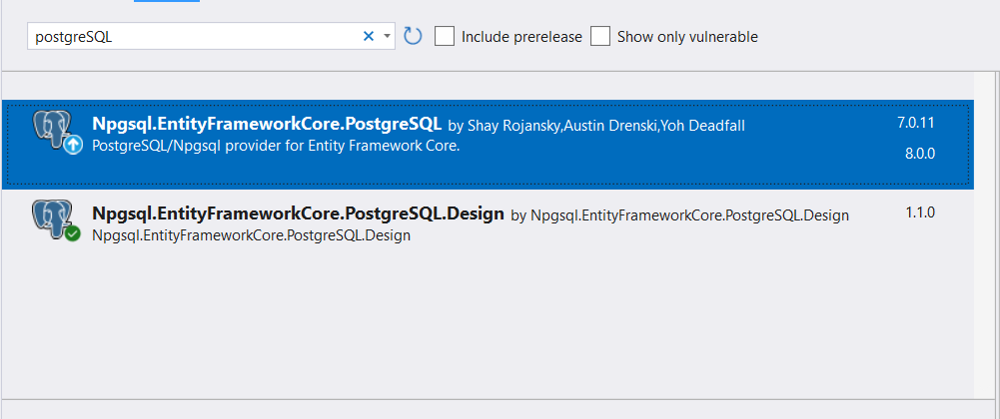 postgreSQL
Include prerelease
Show only vulnerable
Npgsql.EntityFrameworkCore.PostgreSQL by Shay Rojansky,Austin Drenski,Yoh Deadfall 7.0.11
PostgreSQL/Npgsql provider for Entity Framework Core. 8.0.0
Npgsql.EntityFrameworkCore.PostgreSQL.Design by Npgsql.EntityFrameworkCore.PostgreSQL.Design 1.1.0
Npgsql.EntityFrameworkCore.PostgreSQL.Design